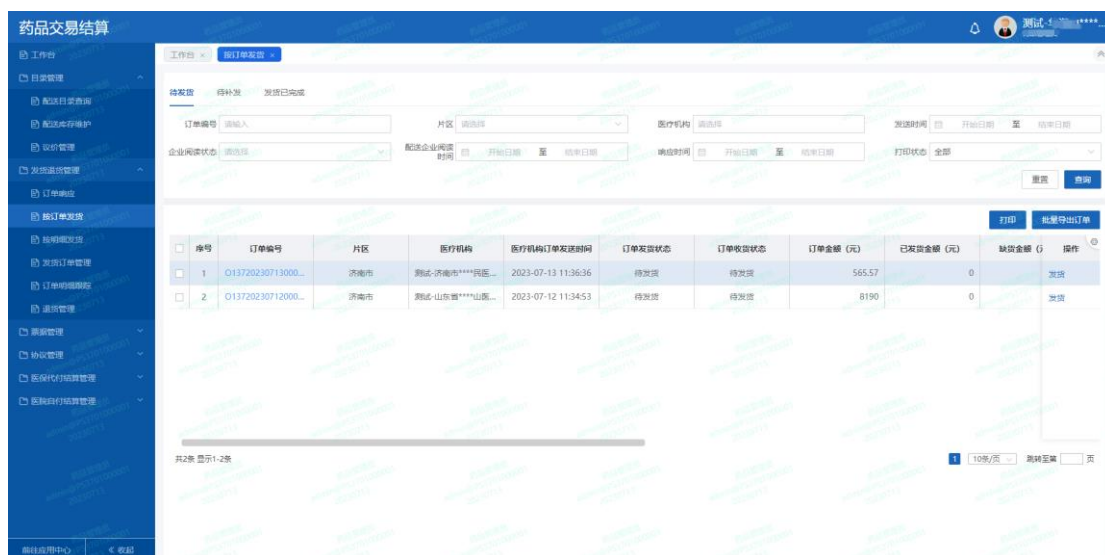 药品交易结算
测试-
工作台
目录管理
配送目录查询
配送库存维护
议价管理
发货退货管理
订单响应
按订单发货
按明细发货
发货订单管理
订单明细跟踪
退货管理
票据管理
协议管理
医保代付结算管理
医院自付结算管理
前往应用中心 《 收起
工作台 × 按订单发货 ×
待发货 待补发 发货已完成
订单编号 请输入 片区 请选择 医疗机构 请选择 发送时间 开始日期 至 结束日期
企业阅读状态 请选择 配送企业阅读时间 开始日期 至 结束日期 响应时间 开始日期 至 结束日期 打印状态 全部
重置 查询
打印 批量导出订单
序号 订单编号 片区 医疗机构 医疗机构订单发送时间 订单发货状态 订单收货状态 订单金额（元） 已发货金额（元） 缺货金额 操作
1 O13720230713000... 济南市 测试-济南市****民医... 2023-07-13 11:36:36 待发货 待发货 565.57 0 发货
2 O13720230712000... 济南市 测试-山东省****山医... 2023-07-12 11:34:53 待发货 待发货 8190 0 发货
共2条 显示1-2条 1 10条/页 跳转至第 页